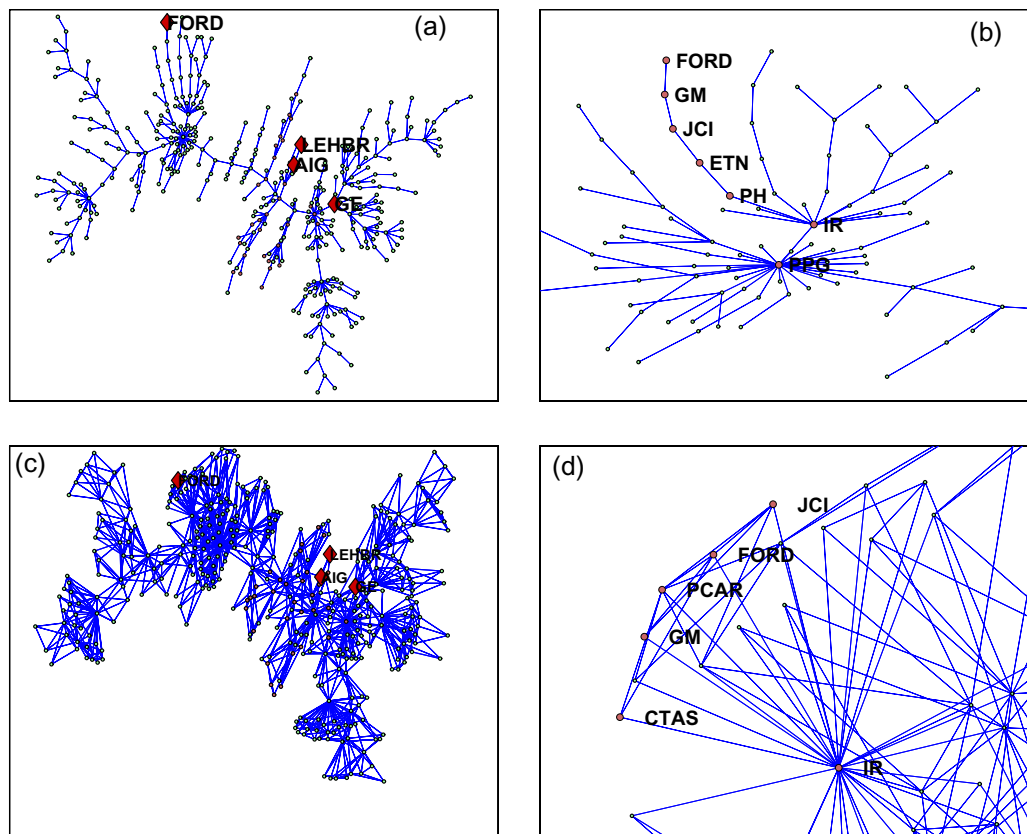 (a)
FORD
LEHBR
AIG
GE
(b)
FORD
GM
JCI
ETN
PH
IR
PPG
(c)
FORD
LEHBR
AIG
GE
(d)
JCI
FORD
PCAR
GM
CTAS
IR